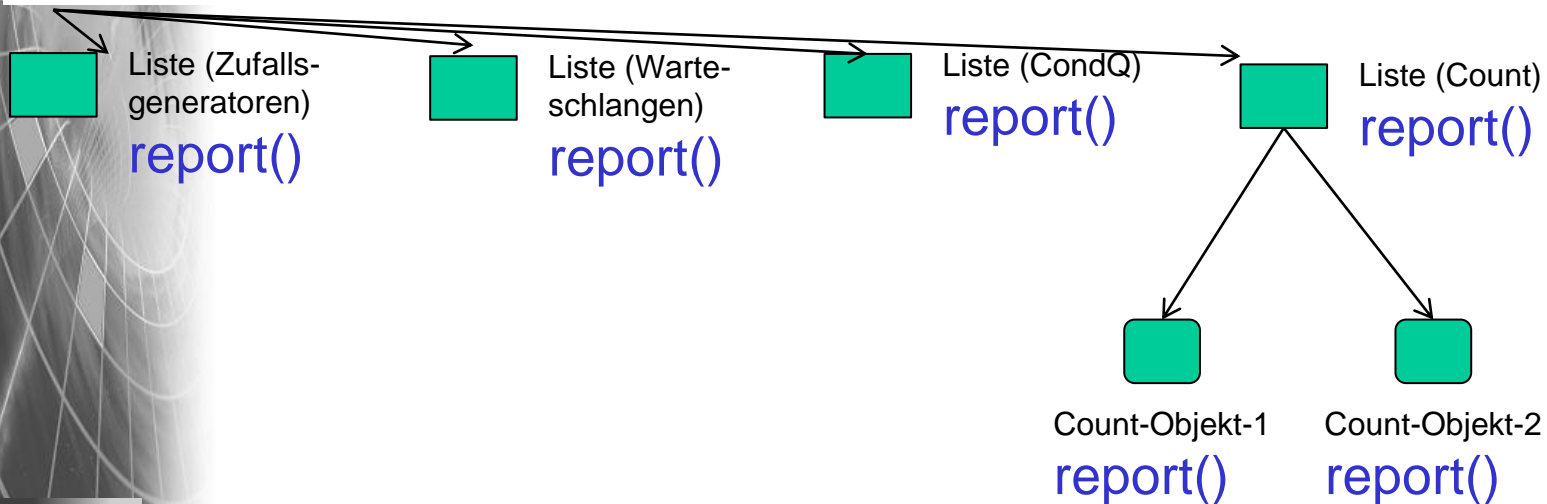 Liste (Zufalls-
generatoren)
report()
Liste (Warte-
schlangen)
report()
Liste (CondQ)
report()
Liste (Count)
report()
Count-Objekt-1
report()
Count-Objekt-2
report()